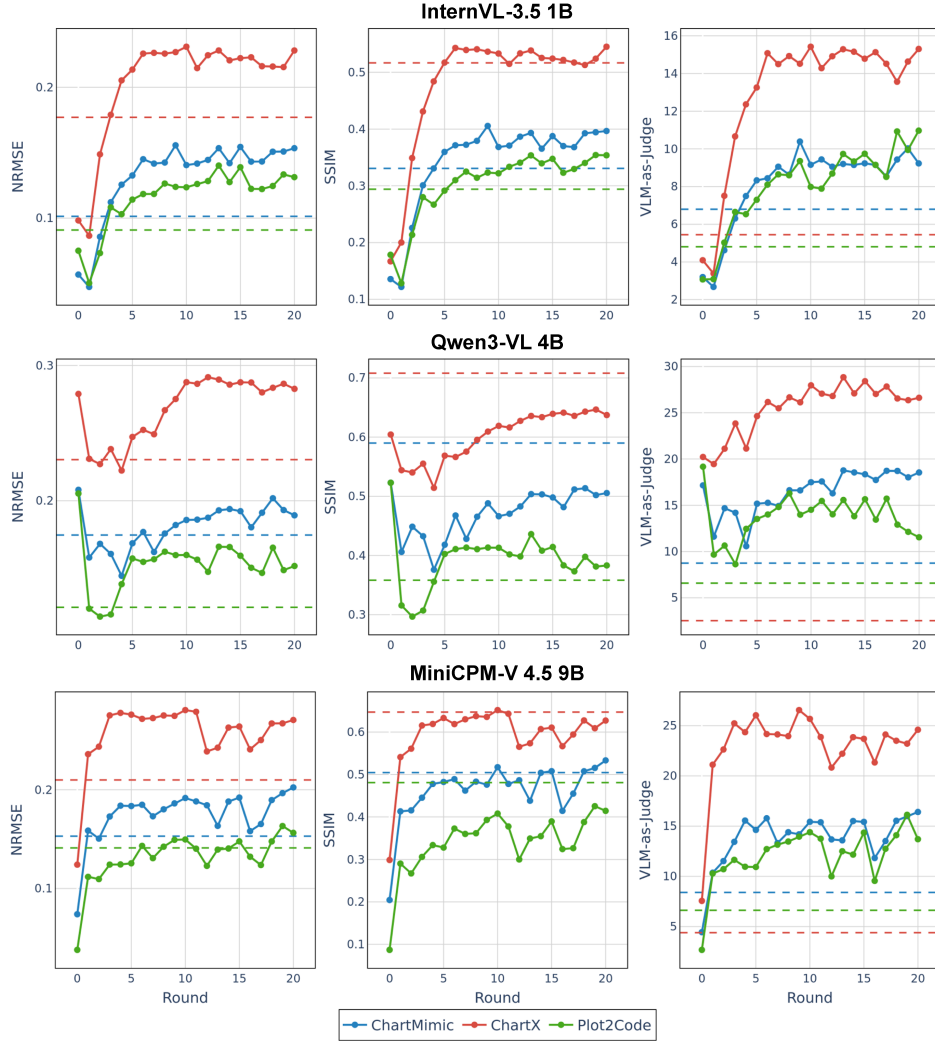 InternVL-3.5 1B
NRMSE
0.2
0.1
0 5 10 15 20
SSIM
0.5
0.4
0.3
0.2
0.1
0 5 10 15 20
VLM-as-Judge
16
14
12
10
8
6
4
2
0 5 10 15 20
Qwen3-VL 4B
NRMSE
0.3
0.2
0 5 10 15 20
SSIM
0.7
0.6
0.5
0.4
0.3
0 5 10 15 20
VLM-as-Judge
30
25
20
15
10
5
0 5 10 15 20
MiniCPM-V 4.5 9B
NRMSE
0.2
0.1
0 5 10 15 20
Round
SSIM
0.6
0.5
0.4
0.3
0.2
0.1
0 5 10 15 20
Round
VLM-as-Judge
25
20
15
10
5
0 5 10 15 20
Round
ChartMimic ChartX Plot2Code